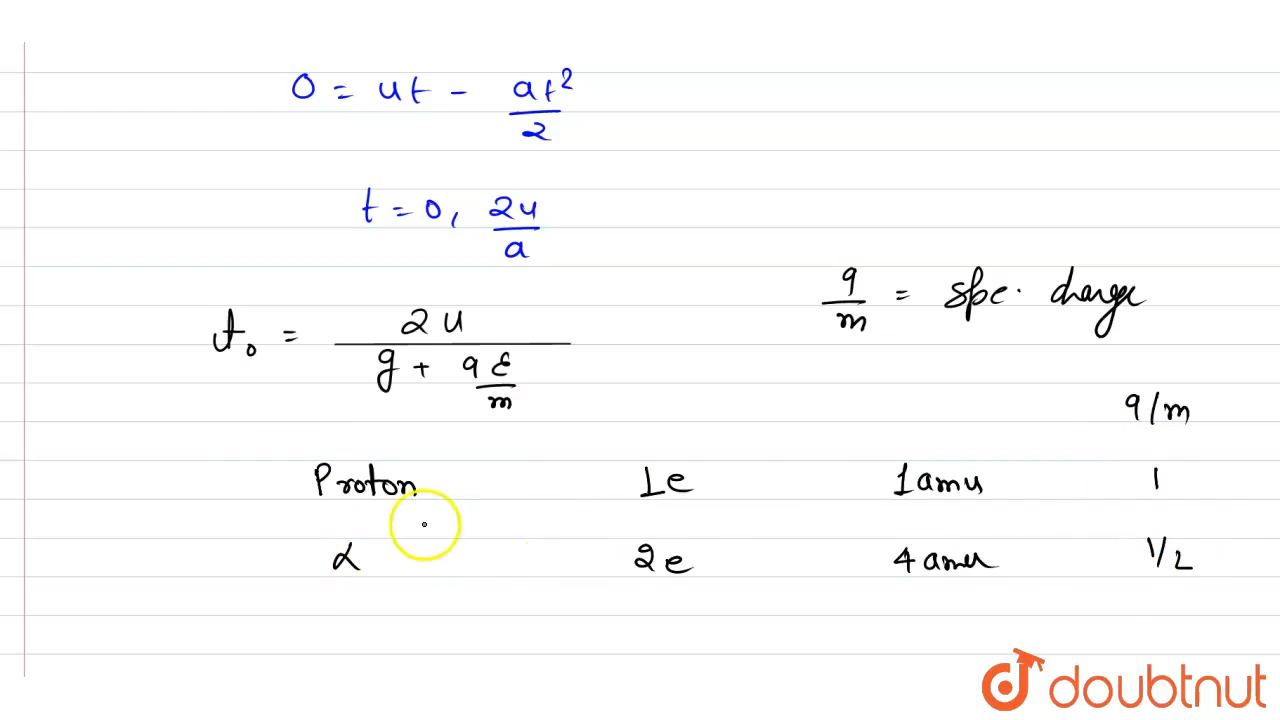 0 = ut - at²/2
t = 0, 2u/a
q/m = spe. charge
t₀ = 2u / (g + qE/m)
q/m
Proton 1e 1amu 1
α 2e 4amu 1/2
doubtnut